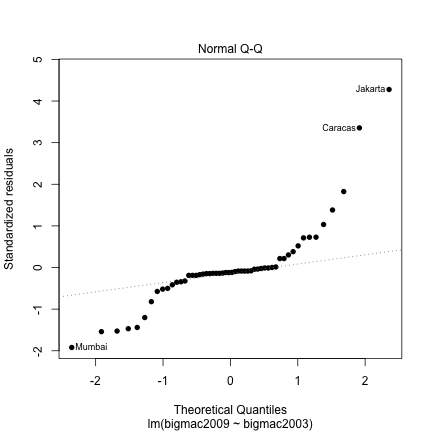 Normal Q-Q
5
4
3
2
1
0
-1
-2
Standardized residuals
Jakarta
Caracas
Mumbai
-2
-1
0
1
2
Theoretical Quantiles
lm(bigmac2009 ~ bigmac2003)